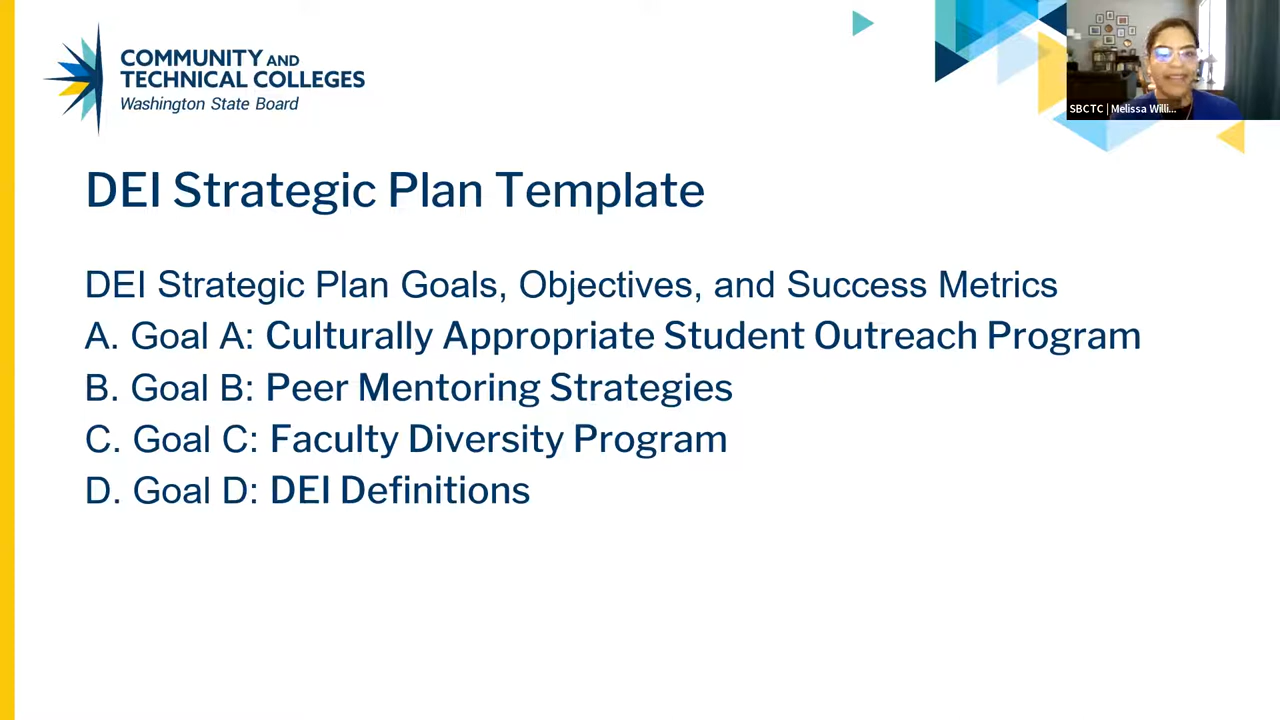 COMMUNITY AND
TECHNICAL COLLEGES
Washington State Board
SBCTC | Melissa Willi...
DEI Strategic Plan Template
DEI Strategic Plan Goals, Objectives, and Success Metrics
A. Goal A: Culturally Appropriate Student Outreach Program
B. Goal B: Peer Mentoring Strategies
C. Goal C: Faculty Diversity Program
D. Goal D: DEI Definitions